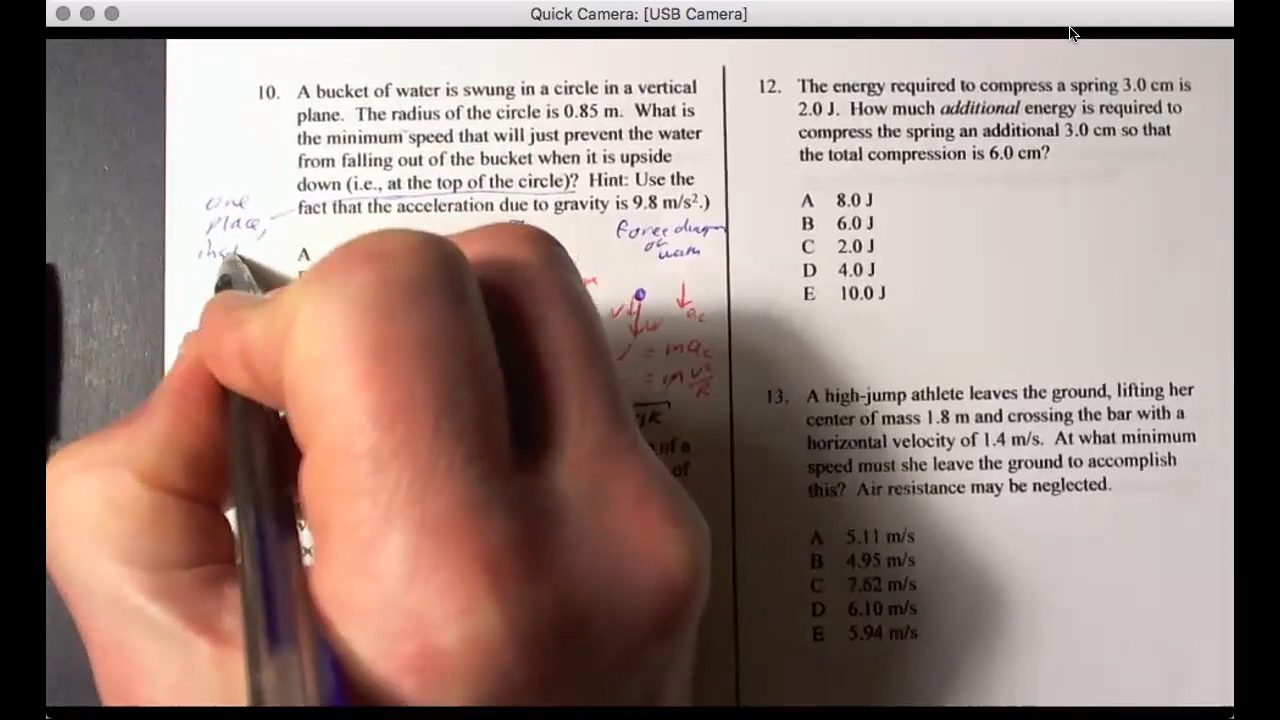 Quick Camera: [USB Camera]
10. A bucket of water is swung in a circle in a vertical
plane. The radius of the circle is 0.85 m. What is
the minimum speed that will just prevent the water
from falling out of the bucket when it is upside
down (i.e., at the top of the circle)? Hint: Use the
fact that the acceleration due to gravity is 9.8 m/s².)
one
place,
A
Force diagram
of
w
a_c
= ma_c
= m v²/R
of a
of
12. The energy required to compress a spring 3.0 cm is
2.0 J. How much additional energy is required to
compress the spring an additional 3.0 cm so that
the total compression is 6.0 cm?
A 8.0 J
B 6.0 J
C 2.0 J
D 4.0 J
E 10.0 J
13. A high-jump athlete leaves the ground, lifting her
center of mass 1.8 m and crossing the bar with a
horizontal velocity of 1.4 m/s. At what minimum
speed must she leave the ground to accomplish
this? Air resistance may be neglected.
A 5.11 m/s
B 4.95 m/s
C 7.62 m/s
D 6.10 m/s
E 5.94 m/s